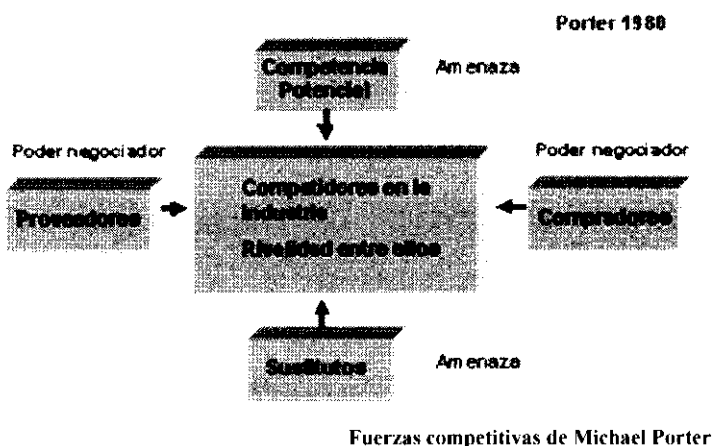 Porter 1980
Competencia
Potencial
Amenaza
Poder negociador
Poder negociador
Proveedores
Competidores en la
industria
Rivalidad entre ellos
Compradores
Sustitutos
Amenaza
Fuerzas competitivas de Michael Porter